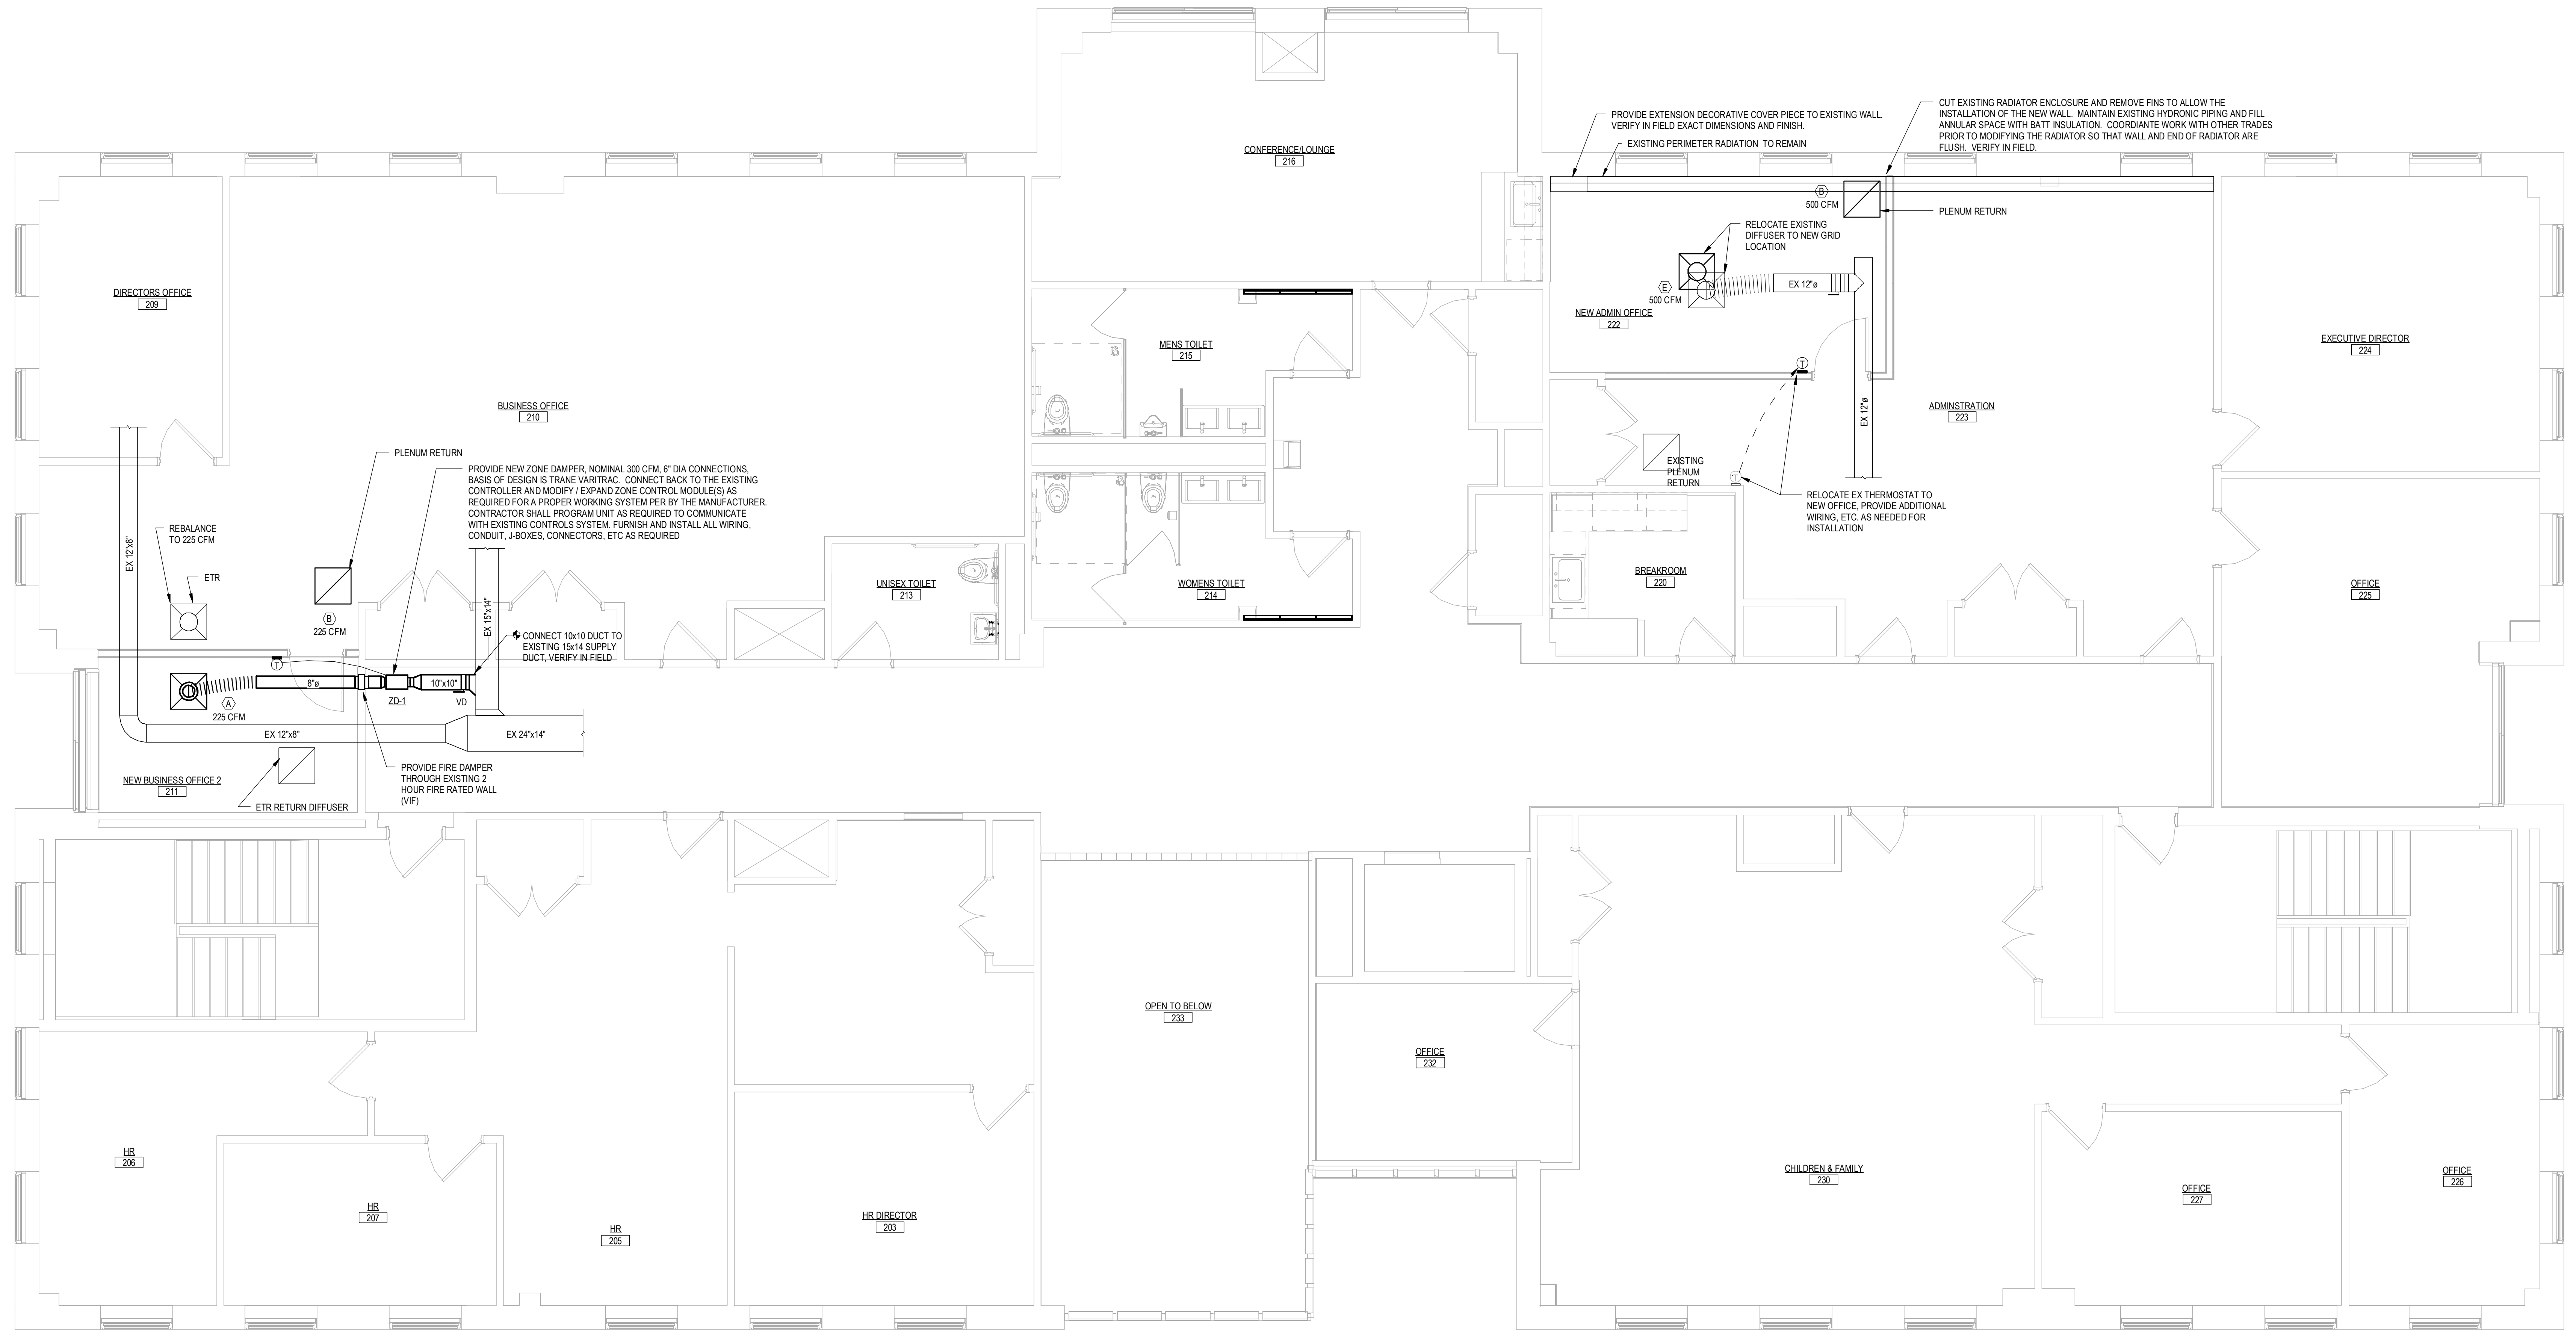 PROVIDE EXTENSION DECORATIVE COVER PIECE TO EXISTING WALL.
VERIFY IN FIELD EXACT DIMENSIONS AND FINISH.
EXISTING PERIMETER RADIATION TO REMAIN
CUT EXISTING RADIATOR ENCLOSURE AND REMOVE FINS TO ALLOW THE
INSTALLATION OF THE NEW WALL. MAINTAIN EXISTING HYDRONIC PIPING AND FILL
ANNULAR SPACE WITH BATT INSULATION. COORDIANTE WORK WITH OTHER TRADES
PRIOR TO MODIFYING THE RADIATOR SO THAT WALL AND END OF RADIATOR ARE
FLUSH. VERIFY IN FIELD.
CONFERENCE/LOUNGE
216
B
500 CFM
PLENUM RETURN
RELOCATE EXISTING
DIFFUSER TO NEW GRID
LOCATION
E
500 CFM
EX 12"ø
NEW ADMIN OFFICE
222
DIRECTORS OFFICE
209
BUSINESS OFFICE
210
MENS TOILET
215
T
EXECUTIVE DIRECTOR
224
ADMINSTRATION
223
EX 12"ø
EXISTING
PLENUM
RETURN
T
RELOCATE EX THERMOSTAT TO
NEW OFFICE, PROVIDE ADDITIONAL
WIRING, ETC. AS NEEDED FOR
INSTALLATION
PLENUM RETURN
PROVIDE NEW ZONE DAMPER, NOMINAL 300 CFM, 6" DIA CONNECTIONS,
BASIS OF DESIGN IS TRANE VARITRAC. CONNECT BACK TO THE EXISTING
CONTROLLER AND MODIFY / EXPAND ZONE CONTROL MODULE(S) AS
REQUIRED FOR A PROPER WORKING SYSTEM PER BY THE MANUFACTURER.
CONTRACTOR SHALL PROGRAM UNIT AS REQUIRED TO COMMUNICATE
WITH EXISTING CONTROLS SYSTEM. FURNISH AND INSTALL ALL WIRING,
CONDUIT, J-BOXES, CONNECTORS, ETC AS REQUIRED
EX 12"x8"
REBALANCE
TO 225 CFM
ETR
B
225 CFM
EX 15"x14"
UNISEX TOILET
213
WOMENS TOILET
214
BREAKROOM
220
OFFICE
225
CONNECT 10x10 DUCT TO
EXISTING 15x14 SUPPLY
DUCT, VERIFY IN FIELD
T
8"ø
10"x10"
ZD-1
VD
A
225 CFM
EX 12"x8"
EX 24"x14"
PROVIDE FIRE DAMPER
THROUGH EXISTING 2
HOUR FIRE RATED WALL
(VIF)
NEW BUSINESS OFFICE 2
211
ETR RETURN DIFFUSER
OPEN TO BELOW
233
OFFICE
232
HR
206
HR
207
HR
205
HR DIRECTOR
203
CHILDREN & FAMILY
230
OFFICE
227
OFFICE
226